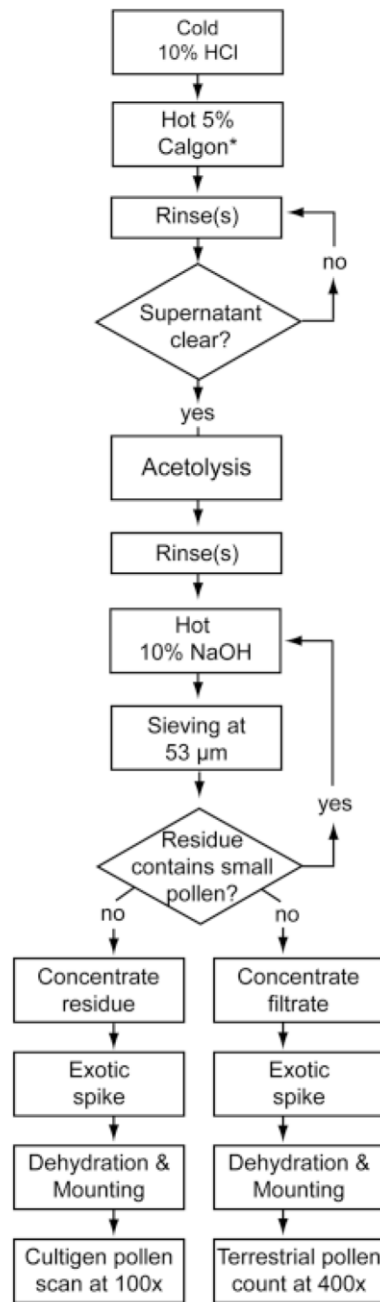 Cold
10% HCl
Hot 5%
Calgon*
Rinse(s)
no
Supernatant
clear?
yes
Acetolysis
Rinse(s)
Hot
10% NaOH
Sieving at
53 µm
yes
Residue
contains small
pollen?
no
no
Concentrate
residue
Concentrate
filtrate
Exotic
spike
Exotic
spike
Dehydration &
Mounting
Dehydration &
Mounting
Cultigen pollen
scan at 100x
Terrestrial pollen
count at 400x